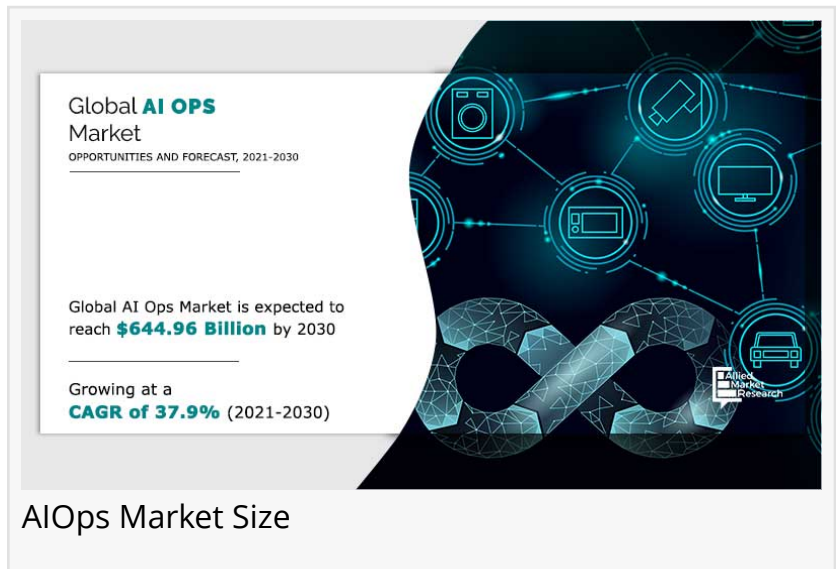 Global AI OPS
Market
OPPORTUNITIES AND FORECAST, 2021-2030
Global AI Ops Market is expected to
reach $644.96 Billion by 2030
Growing at a
CAGR of 37.9% (2021-2030)
Allied
Market
Research
AIOps Market Size